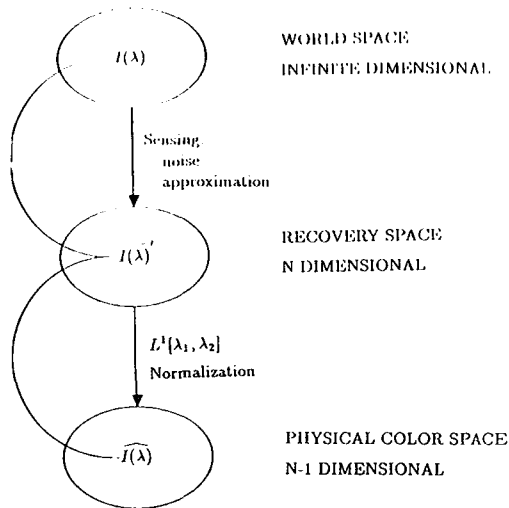 I(λ)
WORLD SPACE
INFINITE DIMENSIONAL
Sensing,
noise
approximation
I(λ)′
RECOVERY SPACE
N DIMENSIONAL
L¹[λ₁, λ₂]
Normalization
Î(λ)
PHYSICAL COLOR SPACE
N-1 DIMENSIONAL